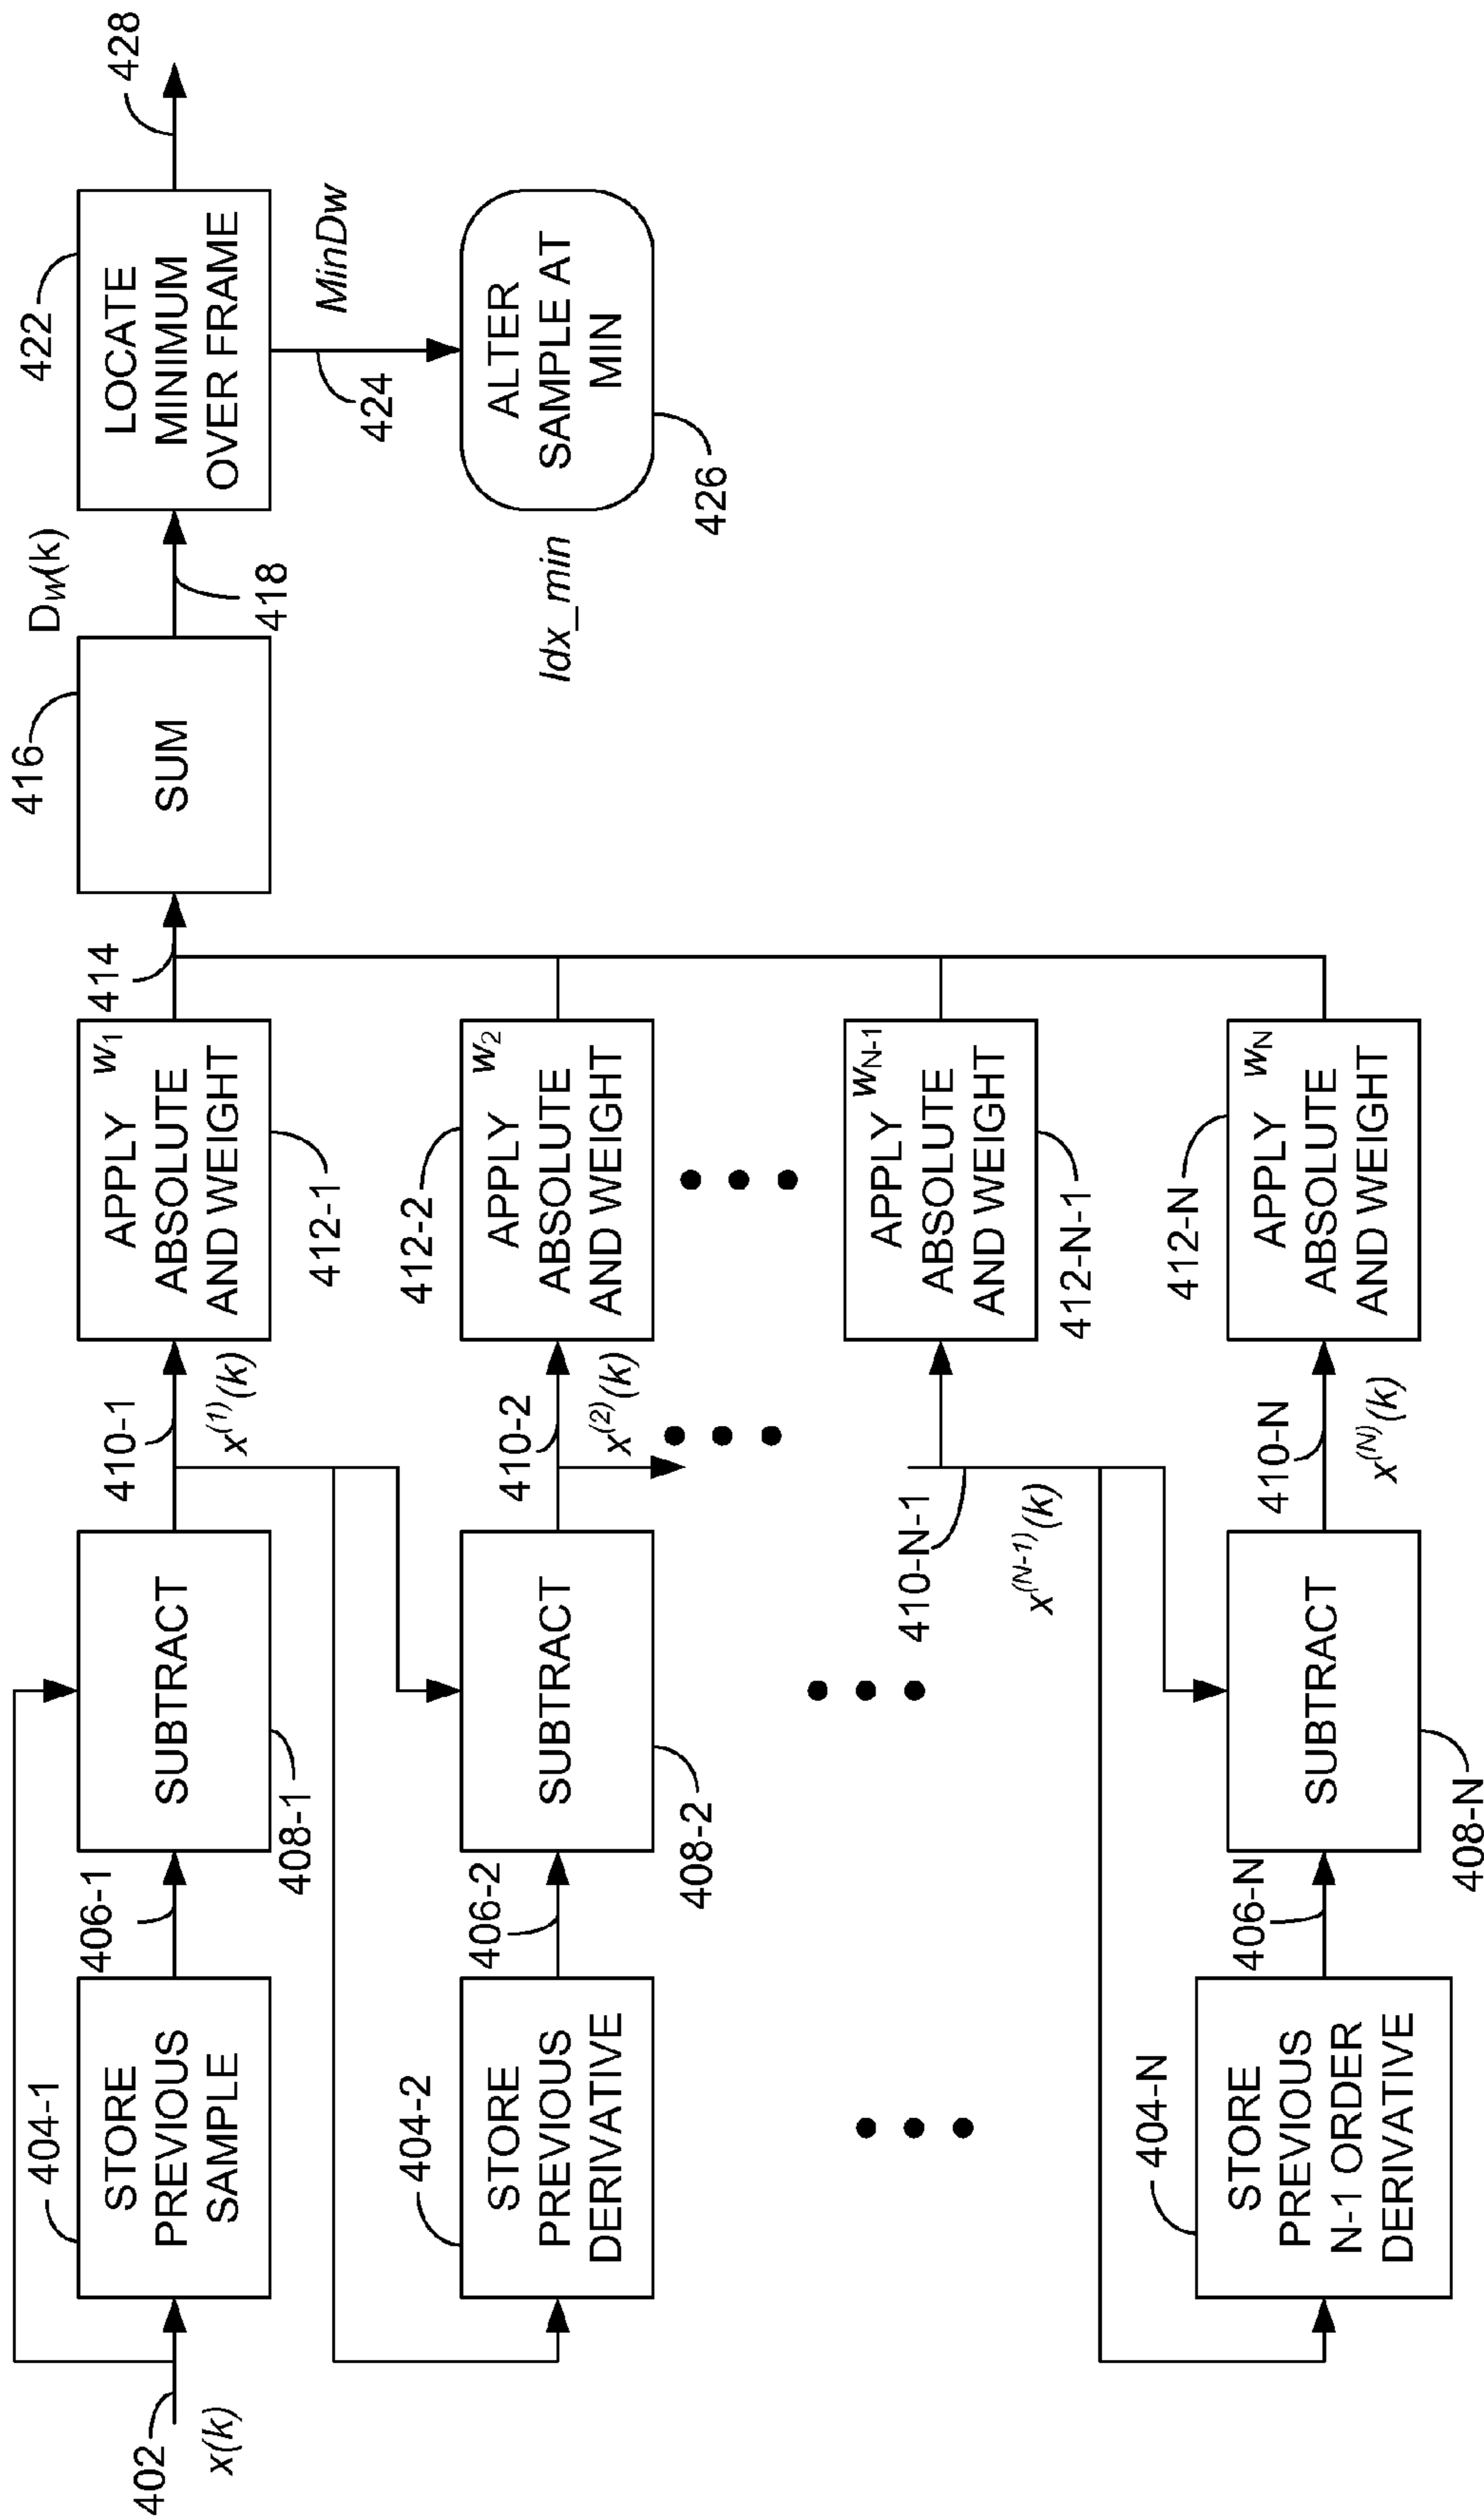 402
x(k)
404-1
STORE
PREVIOUS
SAMPLE
406-1
SUBTRACT
408-1
410-1
x⁽¹⁾(k)
APPLY
ABSOLUTE
AND WEIGHT
w₁
412-1
414
416
SUM
D_W(k)
418
422
LOCATE
MINIMUM
OVER FRAME
428
MinDw
424
ALTER
SAMPLE AT
MIN
426
Idx_min
404-2
STORE
PREVIOUS
DERIVATIVE
406-2
SUBTRACT
408-2
410-2
x⁽²⁾(k)
412-2
APPLY
ABSOLUTE
AND WEIGHT
w₂
410-N-1
x⁽ᴺ⁻¹⁾(k)
APPLY
ABSOLUTE
AND WEIGHT
w_N-1
412-N-1
404-N
STORE
PREVIOUS
N-1 ORDER
DERIVATIVE
406-N
SUBTRACT
408-N
410-N
x⁽ᴺ⁾(k)
412-N
APPLY
ABSOLUTE
AND WEIGHT
w_N